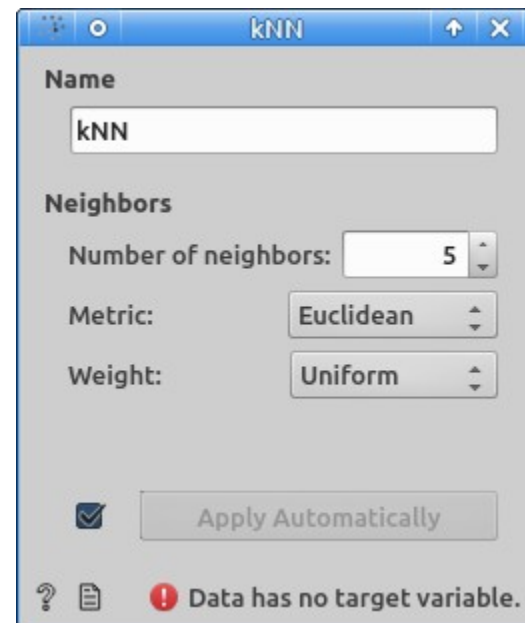 kNN
Name
kNN
Neighbors
Number of neighbors: 5
Metric: Euclidean
Weight: Uniform
Apply Automatically
? Data has no target variable.